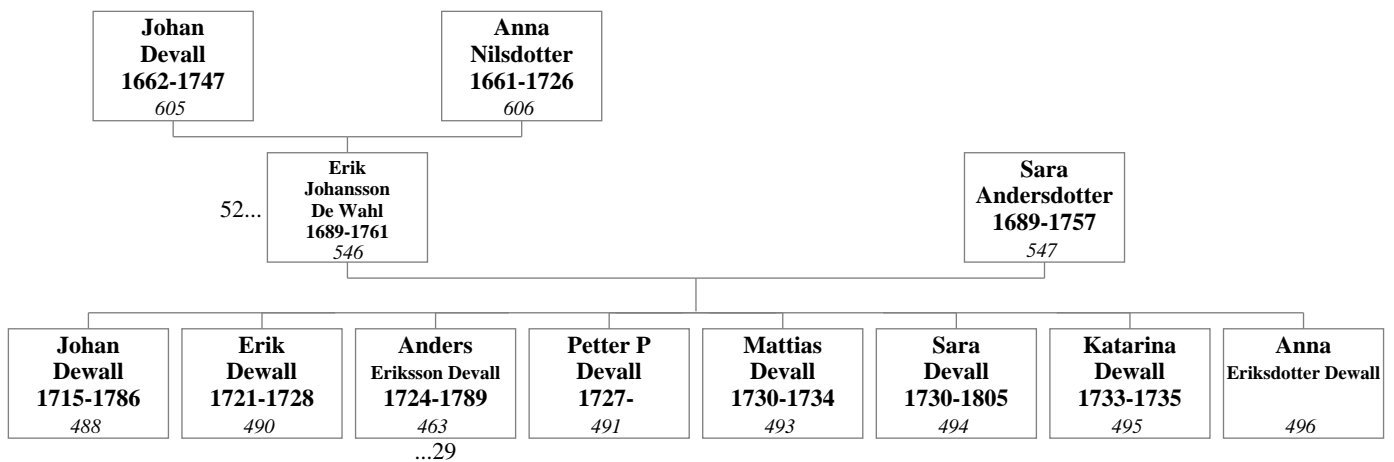 Johan
Devall
1662-1747
605
Anna
Nilsdotter
1661-1726
606
52...
Erik
Johansson
De Wahl
1689-1761
546
Sara
Andersdotter
1689-1757
547
Johan
Dewall
1715-1786
488
Erik
Dewall
1721-1728
490
Anders
Eriksson Devall
1724-1789
463
...29
Petter P
Devall
1727-
491
Mattias
Devall
1730-1734
493
Sara
Devall
1730-1805
494
Katarina
Dewall
1733-1735
495
Anna
Eriksdotter Dewall
496